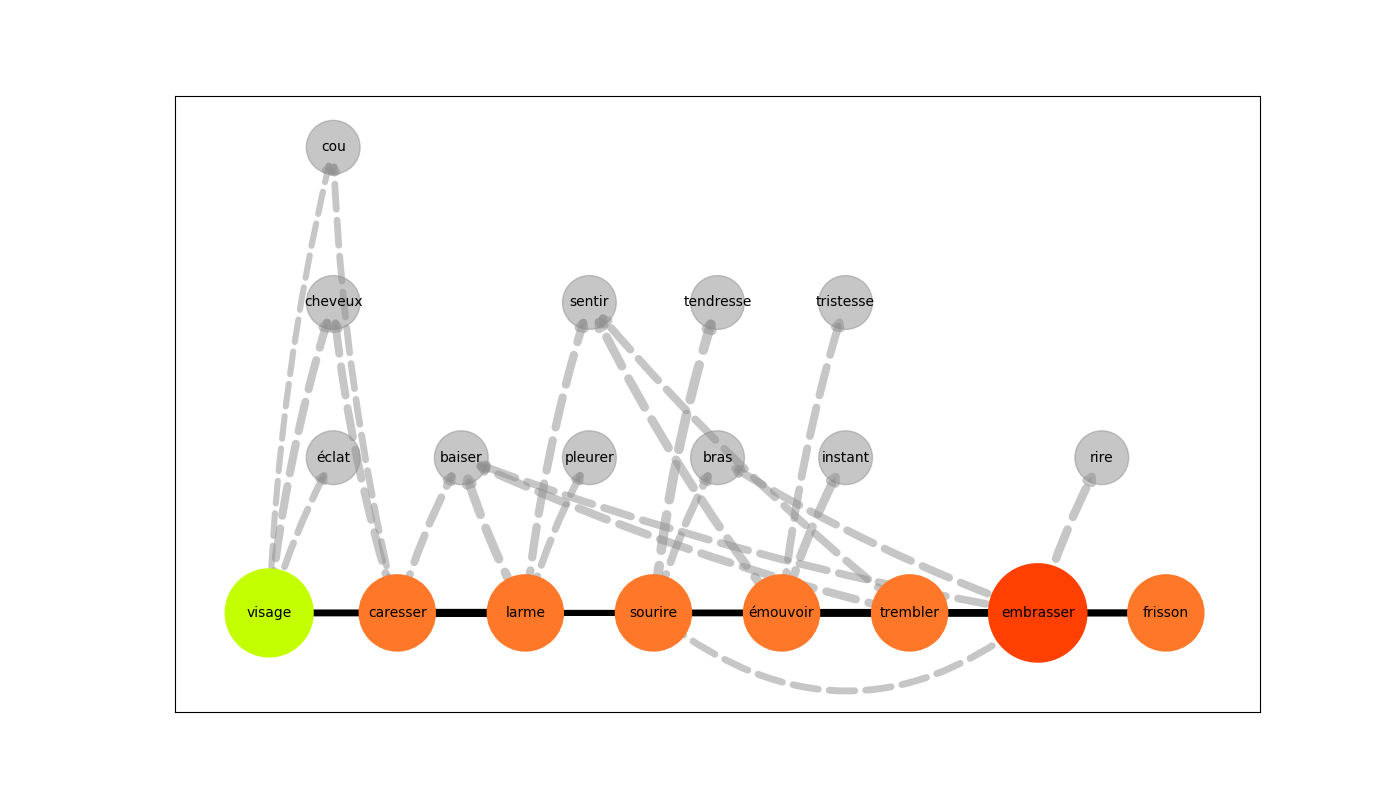 cou
cheveux
sentir
tendresse
tristesse
éclat
baiser
pleurer
bras
instant
rire
visage
caresser
larme
sourire
émouvoir
trembler
embrasser
frisson